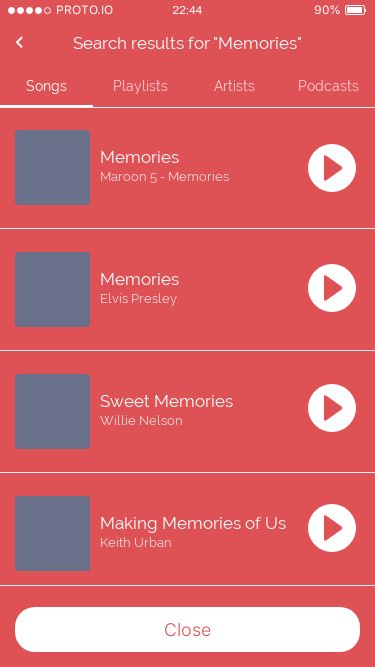 PROTO.IO 22:44 90%
Search results for "Memories"
Songs Playlists Artists Podcasts
Memories
Maroon 5 - Memories
Memories
Elvis Presley
Sweet Memories
Willie Nelson
Making Memories of Us
Keith Urban
Close